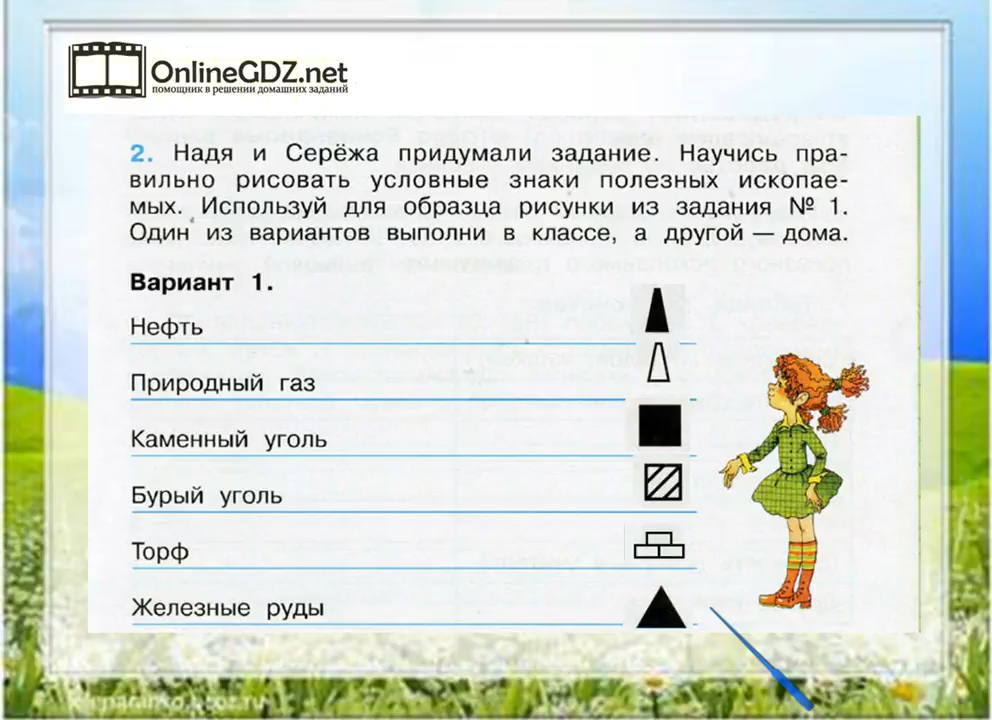 OnlineGDZ.net
помощник в решении домашних заданий
2. Надя и Серёжа придумали задание. Научись пра-
вильно рисовать условные знаки полезных ископае-
мых. Используй для образца рисунки из задания № 1.
Один из вариантов выполни в классе, а другой — дома.
Вариант 1.
Нефть
Природный газ
Каменный уголь
Бурый уголь
Торф
Железные руды